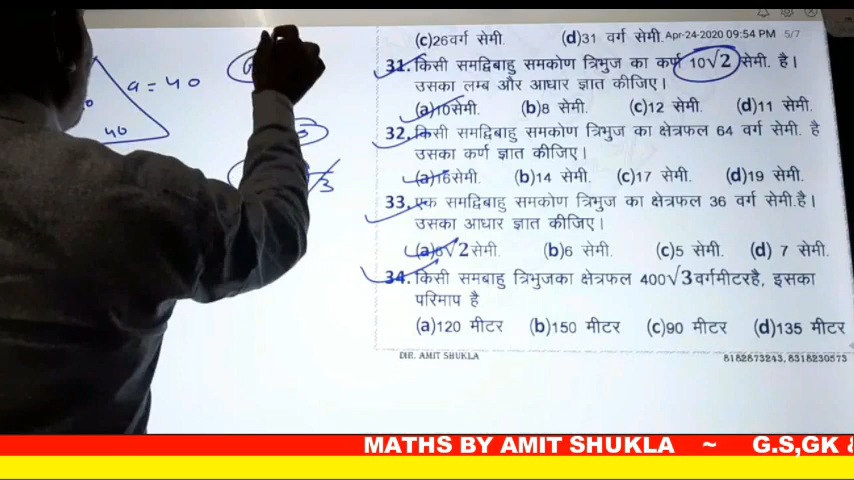 (c)26वर्ग सेमी. (d)31 वर्ग सेमी. Apr-24-2020 09:54 PM 5/7
31. किसी समद्विबाहु समकोण त्रिभुज का कर्ण 10√2 सेमी. है।
उसका लम्ब और आधार ज्ञात कीजिए।
(a)10सेमी. (b)8 सेमी. (c)12 सेमी. (d)11 सेमी.
32. किसी समद्विबाहु समकोण त्रिभुज का क्षेत्रफल 64 वर्ग सेमी. है
उसका कर्ण ज्ञात कीजिए।
(a)16सेमी. (b)14 सेमी. (c)17 सेमी. (d)19 सेमी.
33. एक समद्विबाहु समकोण त्रिभुज का क्षेत्रफल 36 वर्ग सेमी.है।
उसका आधार ज्ञात कीजिए।
√2 सेमी. (b)6 सेमी. (c)5 सेमी. (d) 7 सेमी.
34. किसी समबाहु त्रिभुजका क्षेत्रफल 400√3वर्गमीटरहै, इसका
परिमाप है
(a)120 मीटर (b)150 मीटर (c)90 मीटर (d)135 मीटर
DIR. AMIT SHUKLA 8182873243, 8318230573
a = 40
40
MATHS BY AMIT SHUKLA ~ G.S,GK &